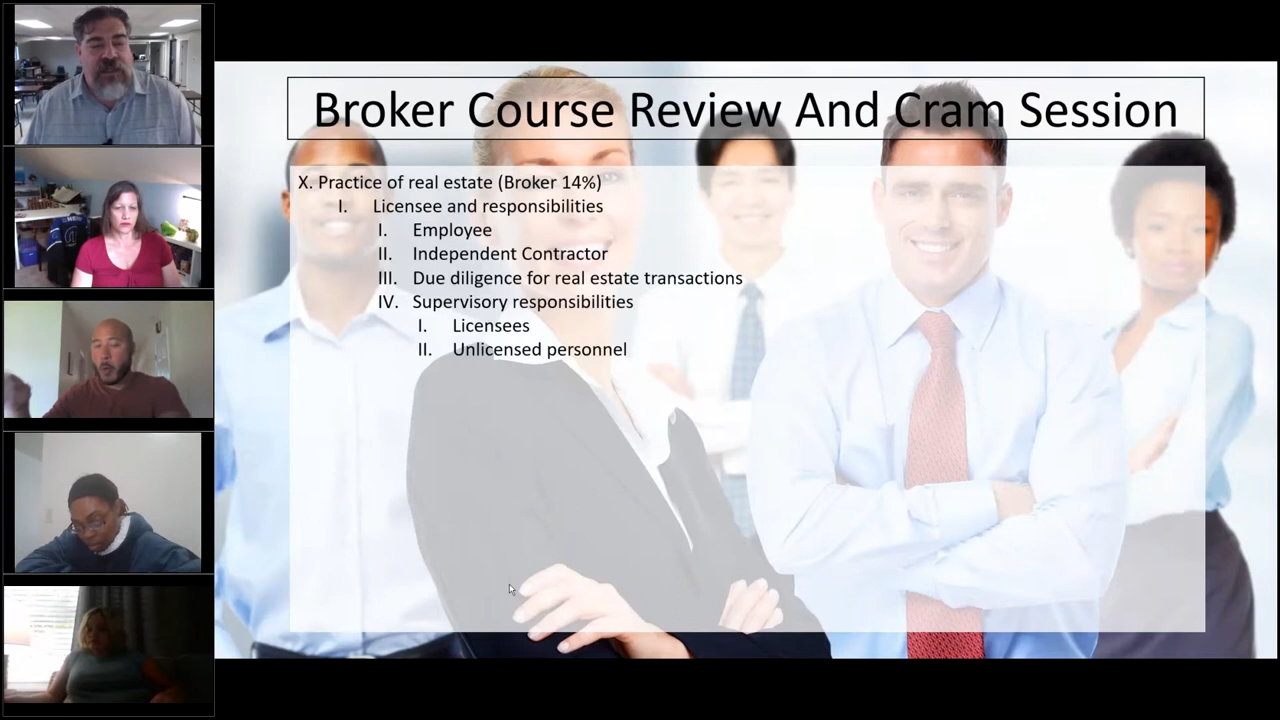 Broker Course Review And Cram Session
X. Practice of real estate (Broker 14%)
I. Licensee and responsibilities
I. Employee
II. Independent Contractor
III. Due diligence for real estate transactions
IV. Supervisory responsibilities
I. Licensees
II. Unlicensed personnel